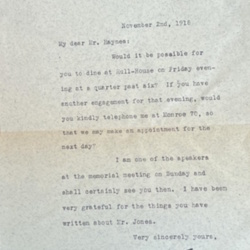 November 2nd, 1918
My dear Mr. Haynes:
Would it be possible for
you to dine at Hull-House on Friday even-
ing at a quarter past six? If you have
another engagement for that evening, would
you kindly telephone me at Monroe 70, so
that we may make an appointment for the
next day?
I am one of the speakers
at the memorial meeting on Sunday and
shall certainly see you then. I have been
very grateful for the things you have
written about Mr. Jones.
Very sincerely yours,